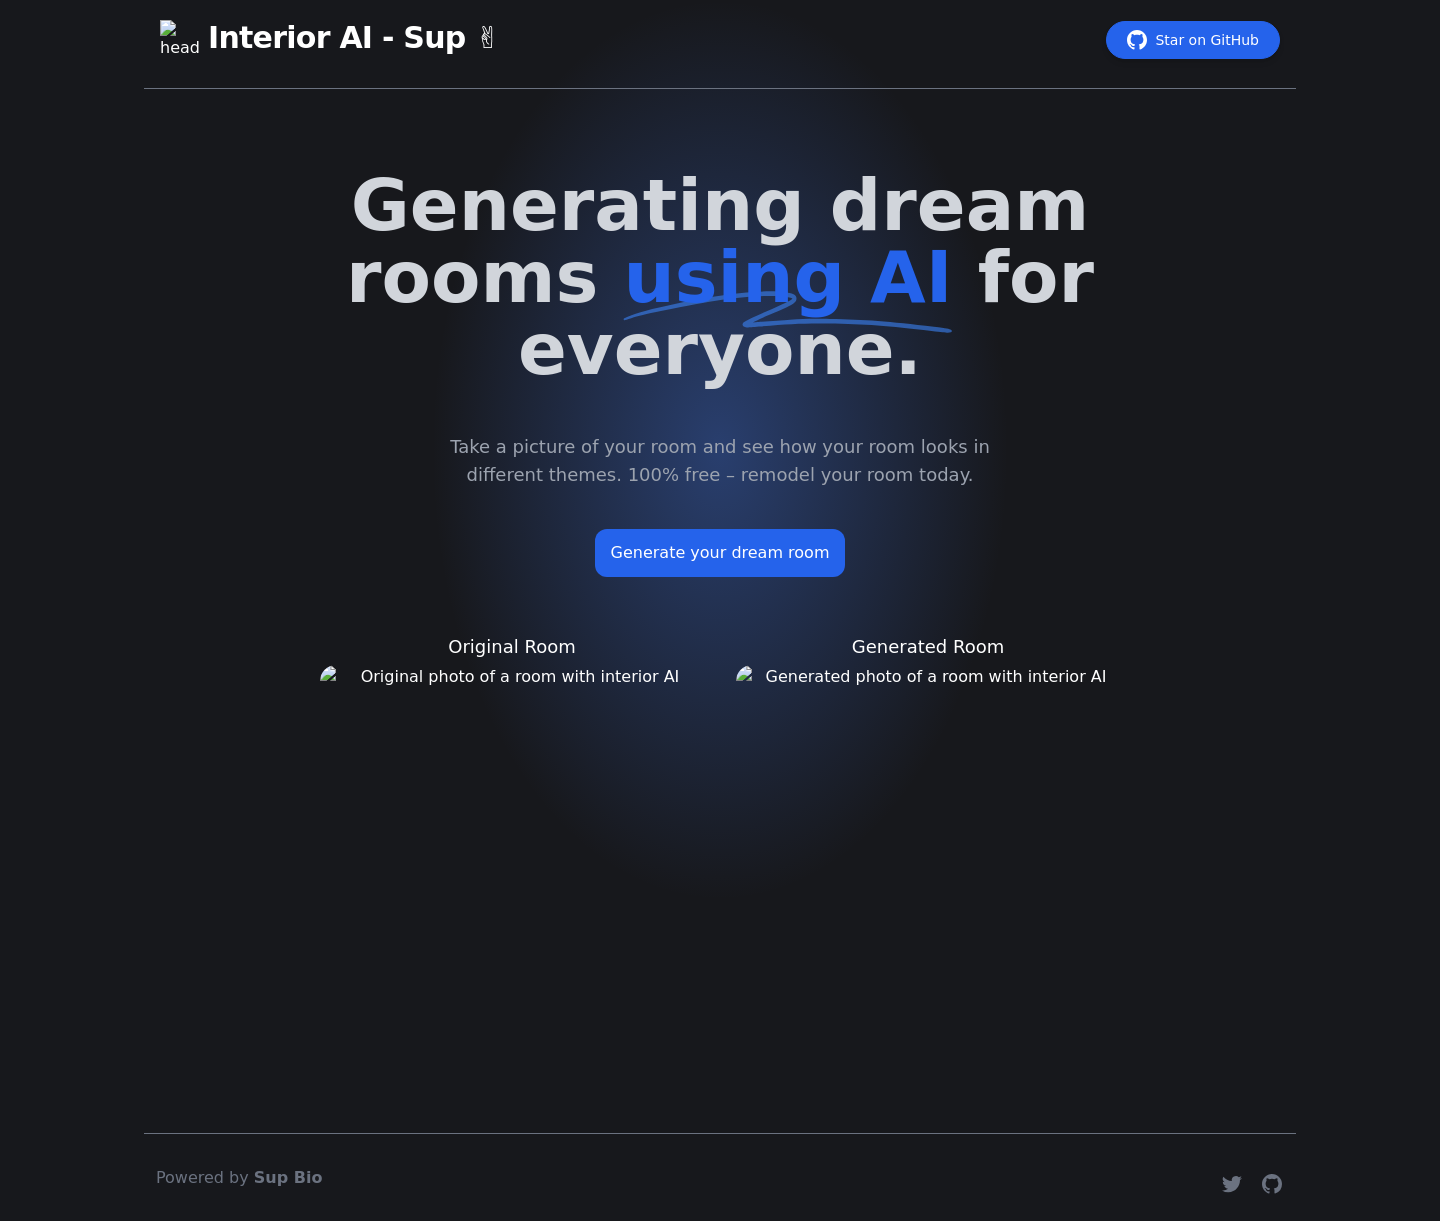 head
Interior AI - Sup ✌
Star on GitHub
Generating dream
rooms using AI for
everyone.
Take a picture of your room and see how your room looks in
different themes. 100% free – remodel your room today.
Generate your dream room
Original Room
Generated Room
Original photo of a room with interior AI
Generated photo of a room with interior AI
Powered by Sup Bio